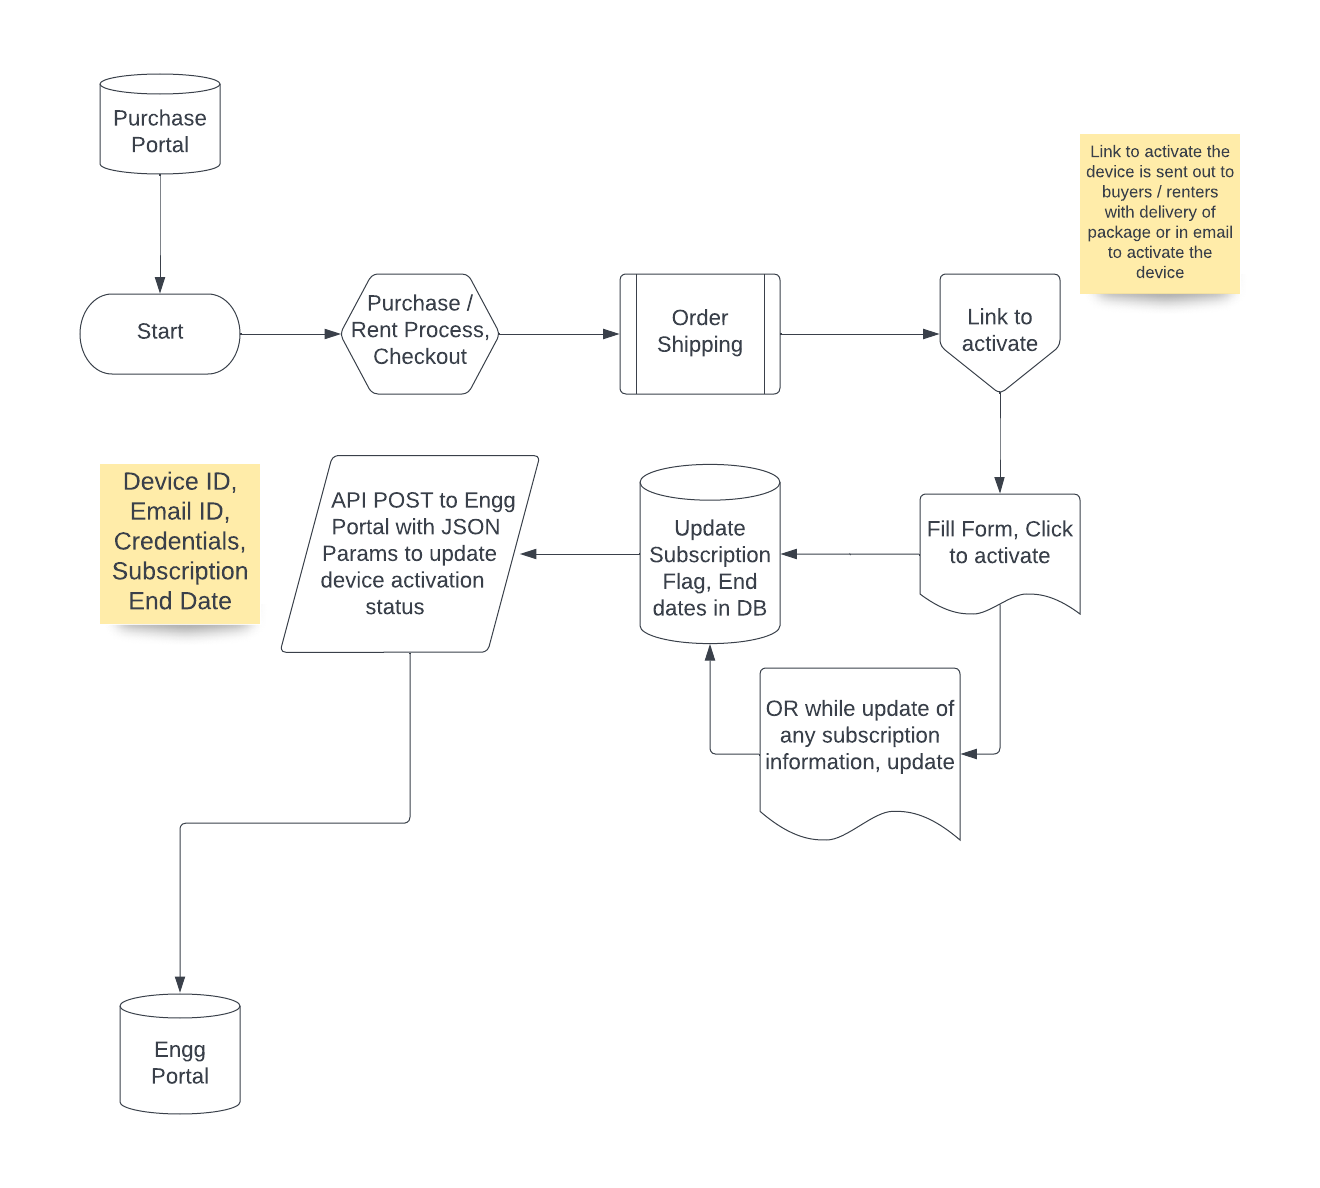 Purchase
Portal
Link to activate the
device is sent out to
buyers / renters
with delivery of
package or in email
to activate the
device
Start
Purchase /
Rent Process,
Checkout
Order
Shipping
Link to
activate
Device ID,
Email ID,
Credentials,
Subscription
End Date
API POST to Engg
Portal with JSON
Params to update
device activation
status
Update
Subscription
Flag, End
dates in DB
Fill Form, Click
to activate
OR while update of
any subscription
information, update
Engg
Portal